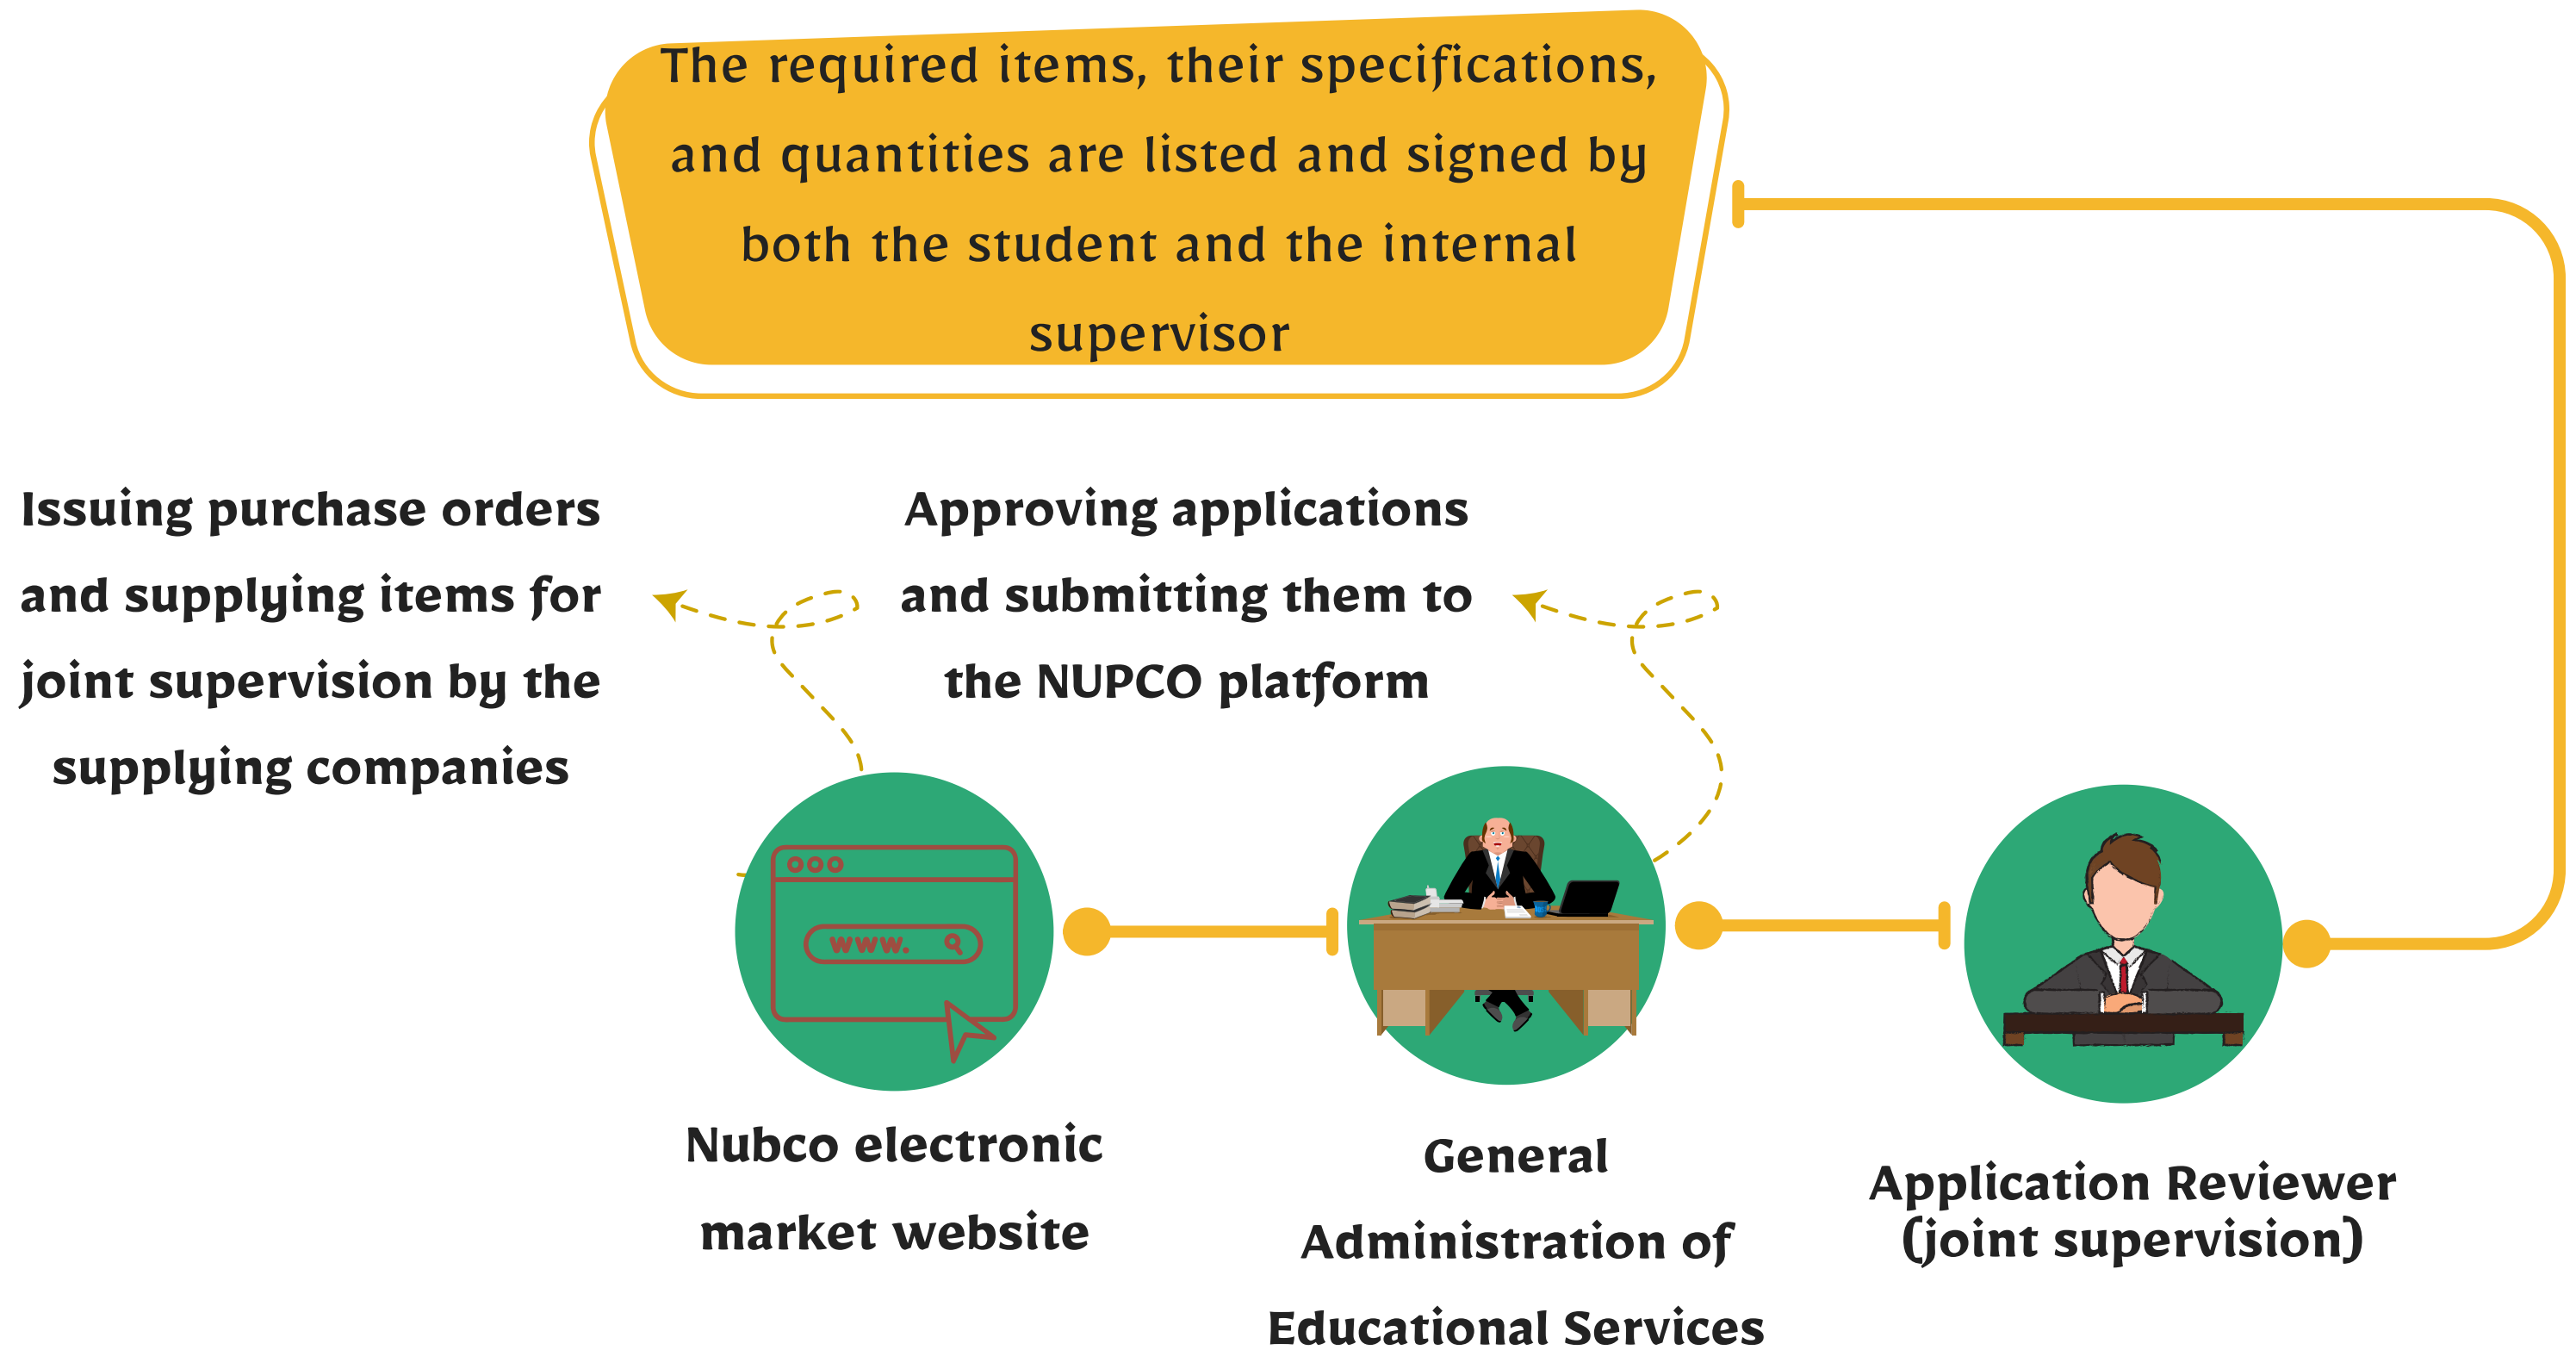 The required items, their specifications,
and quantities are listed and signed by
both the student and the internal
supervisor
Issuing purchase orders
and supplying items for
joint supervision by the
supplying companies
Approving applications
and submitting them to
the NUPCO platform
www.
Nubco electronic
market website
General
Administration of
Educational Services
Application Reviewer
(joint supervision)